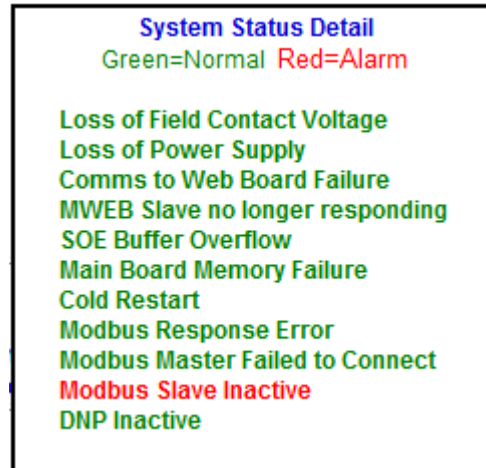 System Status Detail
Green=Normal Red=Alarm
Loss of Field Contact Voltage
Loss of Power Supply
Comms to Web Board Failure
MWEB Slave no longer responding
SOE Buffer Overflow
Main Board Memory Failure
Cold Restart
Modbus Response Error
Modbus Master Failed to Connect
Modbus Slave Inactive
DNP Inactive